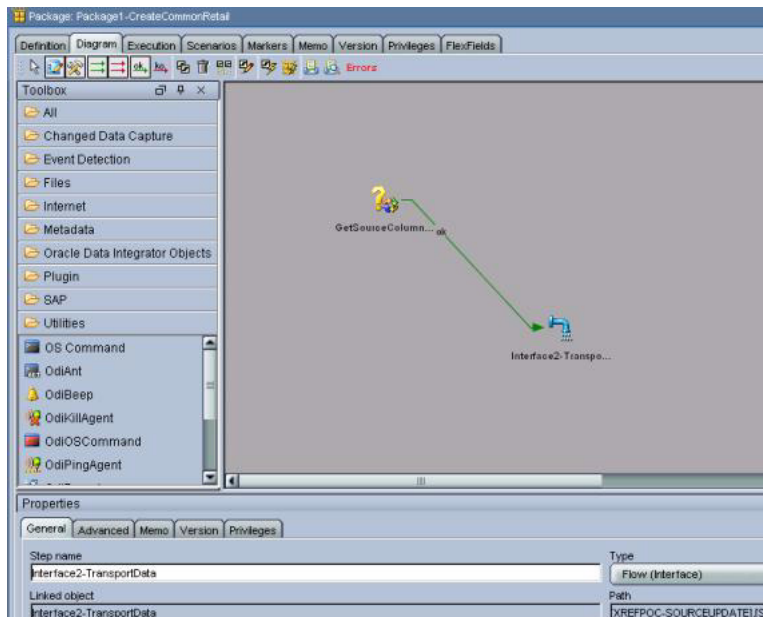 Package: Package1-CreateCommonRetail
Definition Diagram Execution Scenarios Markers Memo Version Privileges FlexFields
ok ko Errors
Toolbox
All
Changed Data Capture
Event Detection
Files
Internet
Metadata
Oracle Data Integrator Objects
Plugin
SAP
Utilities
OS Command
OdiAnt
OdiBeep
OdiKillAgent
OdiOSCommand
OdiPingAgent
GetSourceColumn...
ok
Interface2-Transpo...
Properties
General Advanced Memo Version Privileges
Step name Type
Interface2-TransportData Flow (Interface)
Linked object Path
Interface2-TransportData